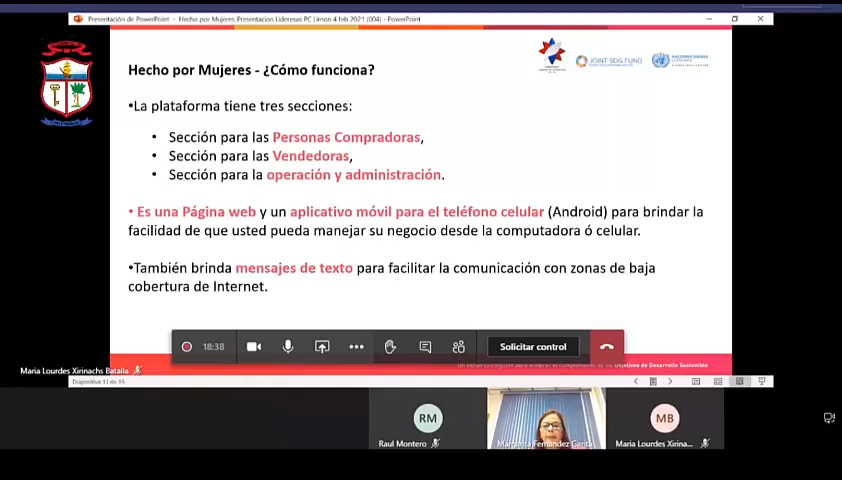 Presentación de PowerPoint - Hecho por Mujeres_Presentacion Lideresas PC Limón 4 feb 2021 (004) - PowerPoint
Hecho por Mujeres - ¿Cómo funciona?
JOINT SDG FUND
NACIONES UNIDAS
•La plataforma tiene tres secciones:
• Sección para las Personas Compradoras,
• Sección para las Vendedoras,
• Sección para la operación y administración.
• Es una Página web y un aplicativo móvil para el teléfono celular (Android) para brindar la
facilidad de que usted pueda manejar su negocio desde la computadora ó celular.
•También brinda mensajes de texto para facilitar la comunicación con zonas de baja
cobertura de Internet.
18:38
Solicitar control
Objetivos de Desarrollo Sostenible
Maria Lourdes Xirinachs Batalla
Diapositiva 11 de 16
RM
MB
Raul Montero
Margarita Fernandez Garita
Maria Lourdes Xirina...